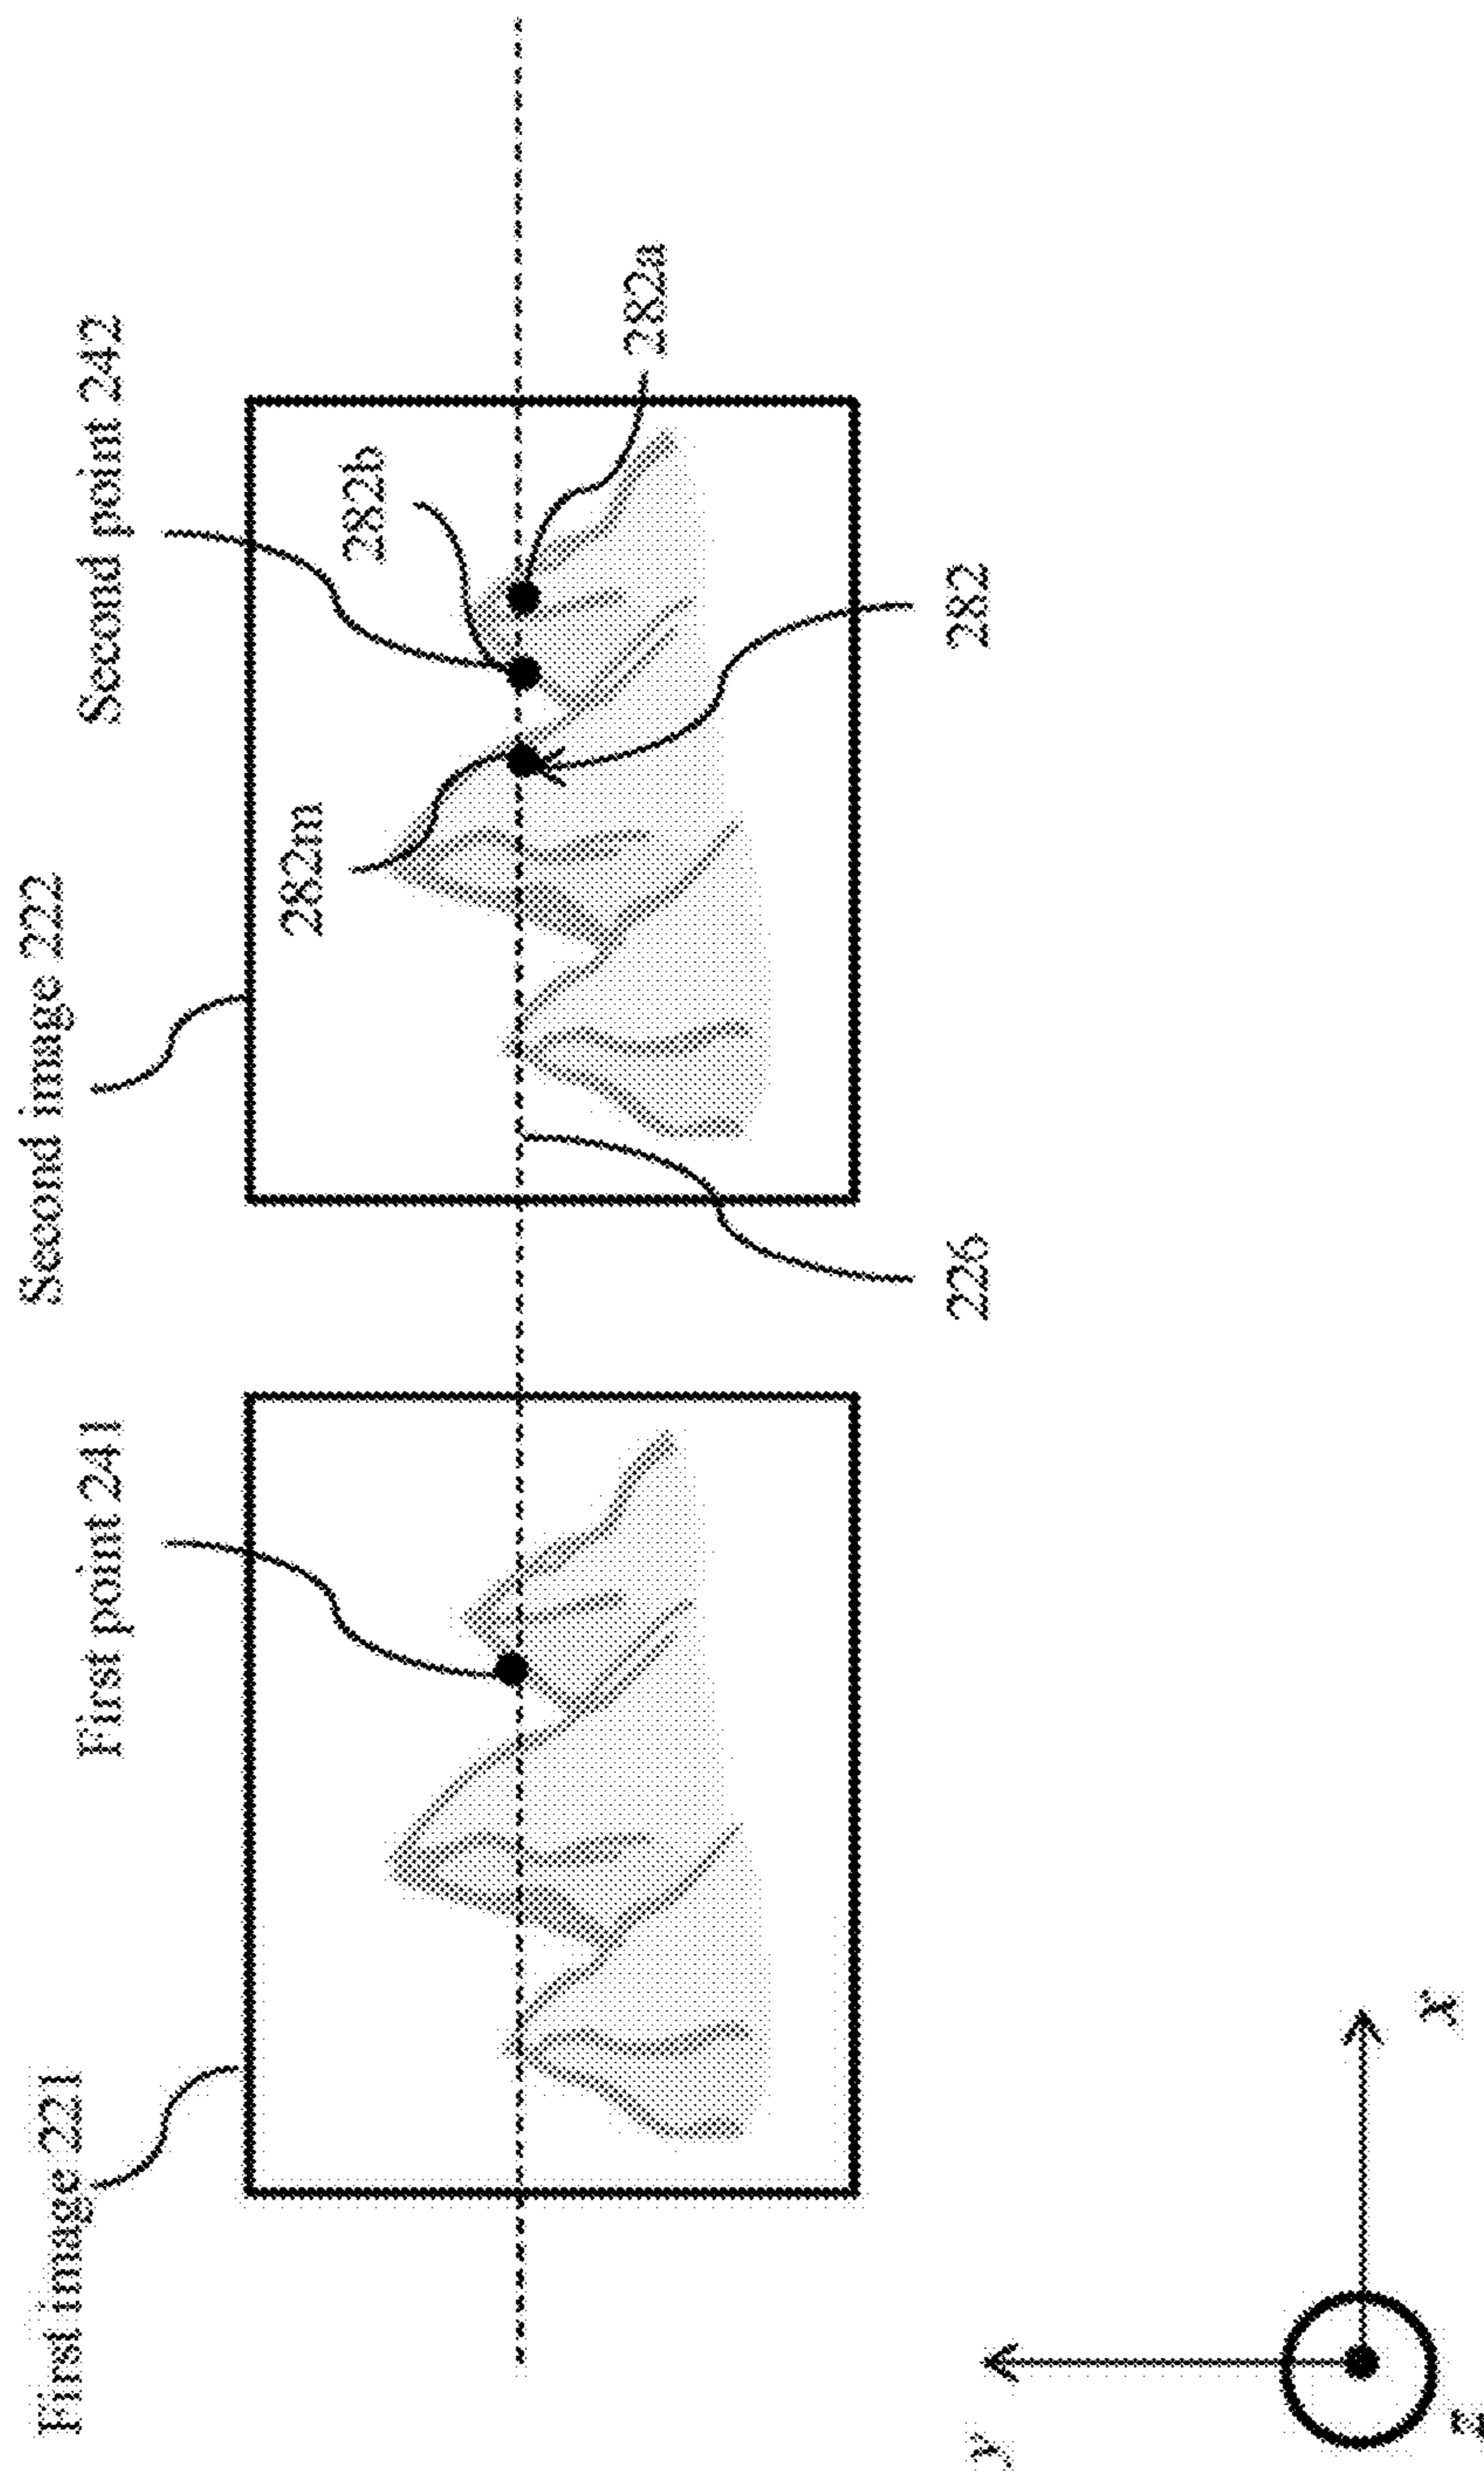 First image 221
First point 241
Second image 222
Second point 242
282m
282b
282a
226
282
y
z
x